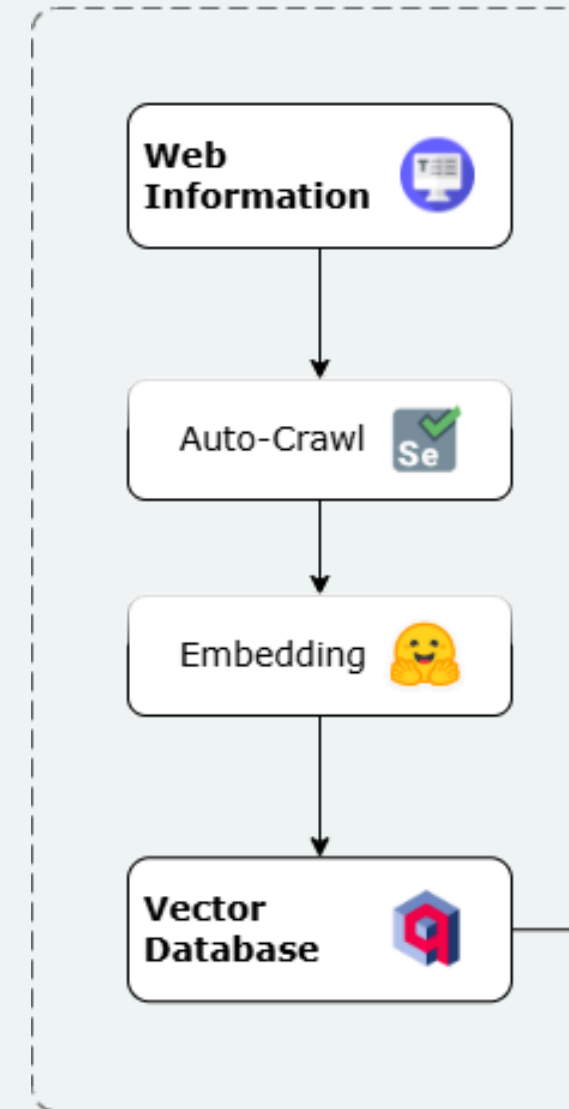 Web
Information
Auto-Crawl
Se
Embedding
Vector
Database